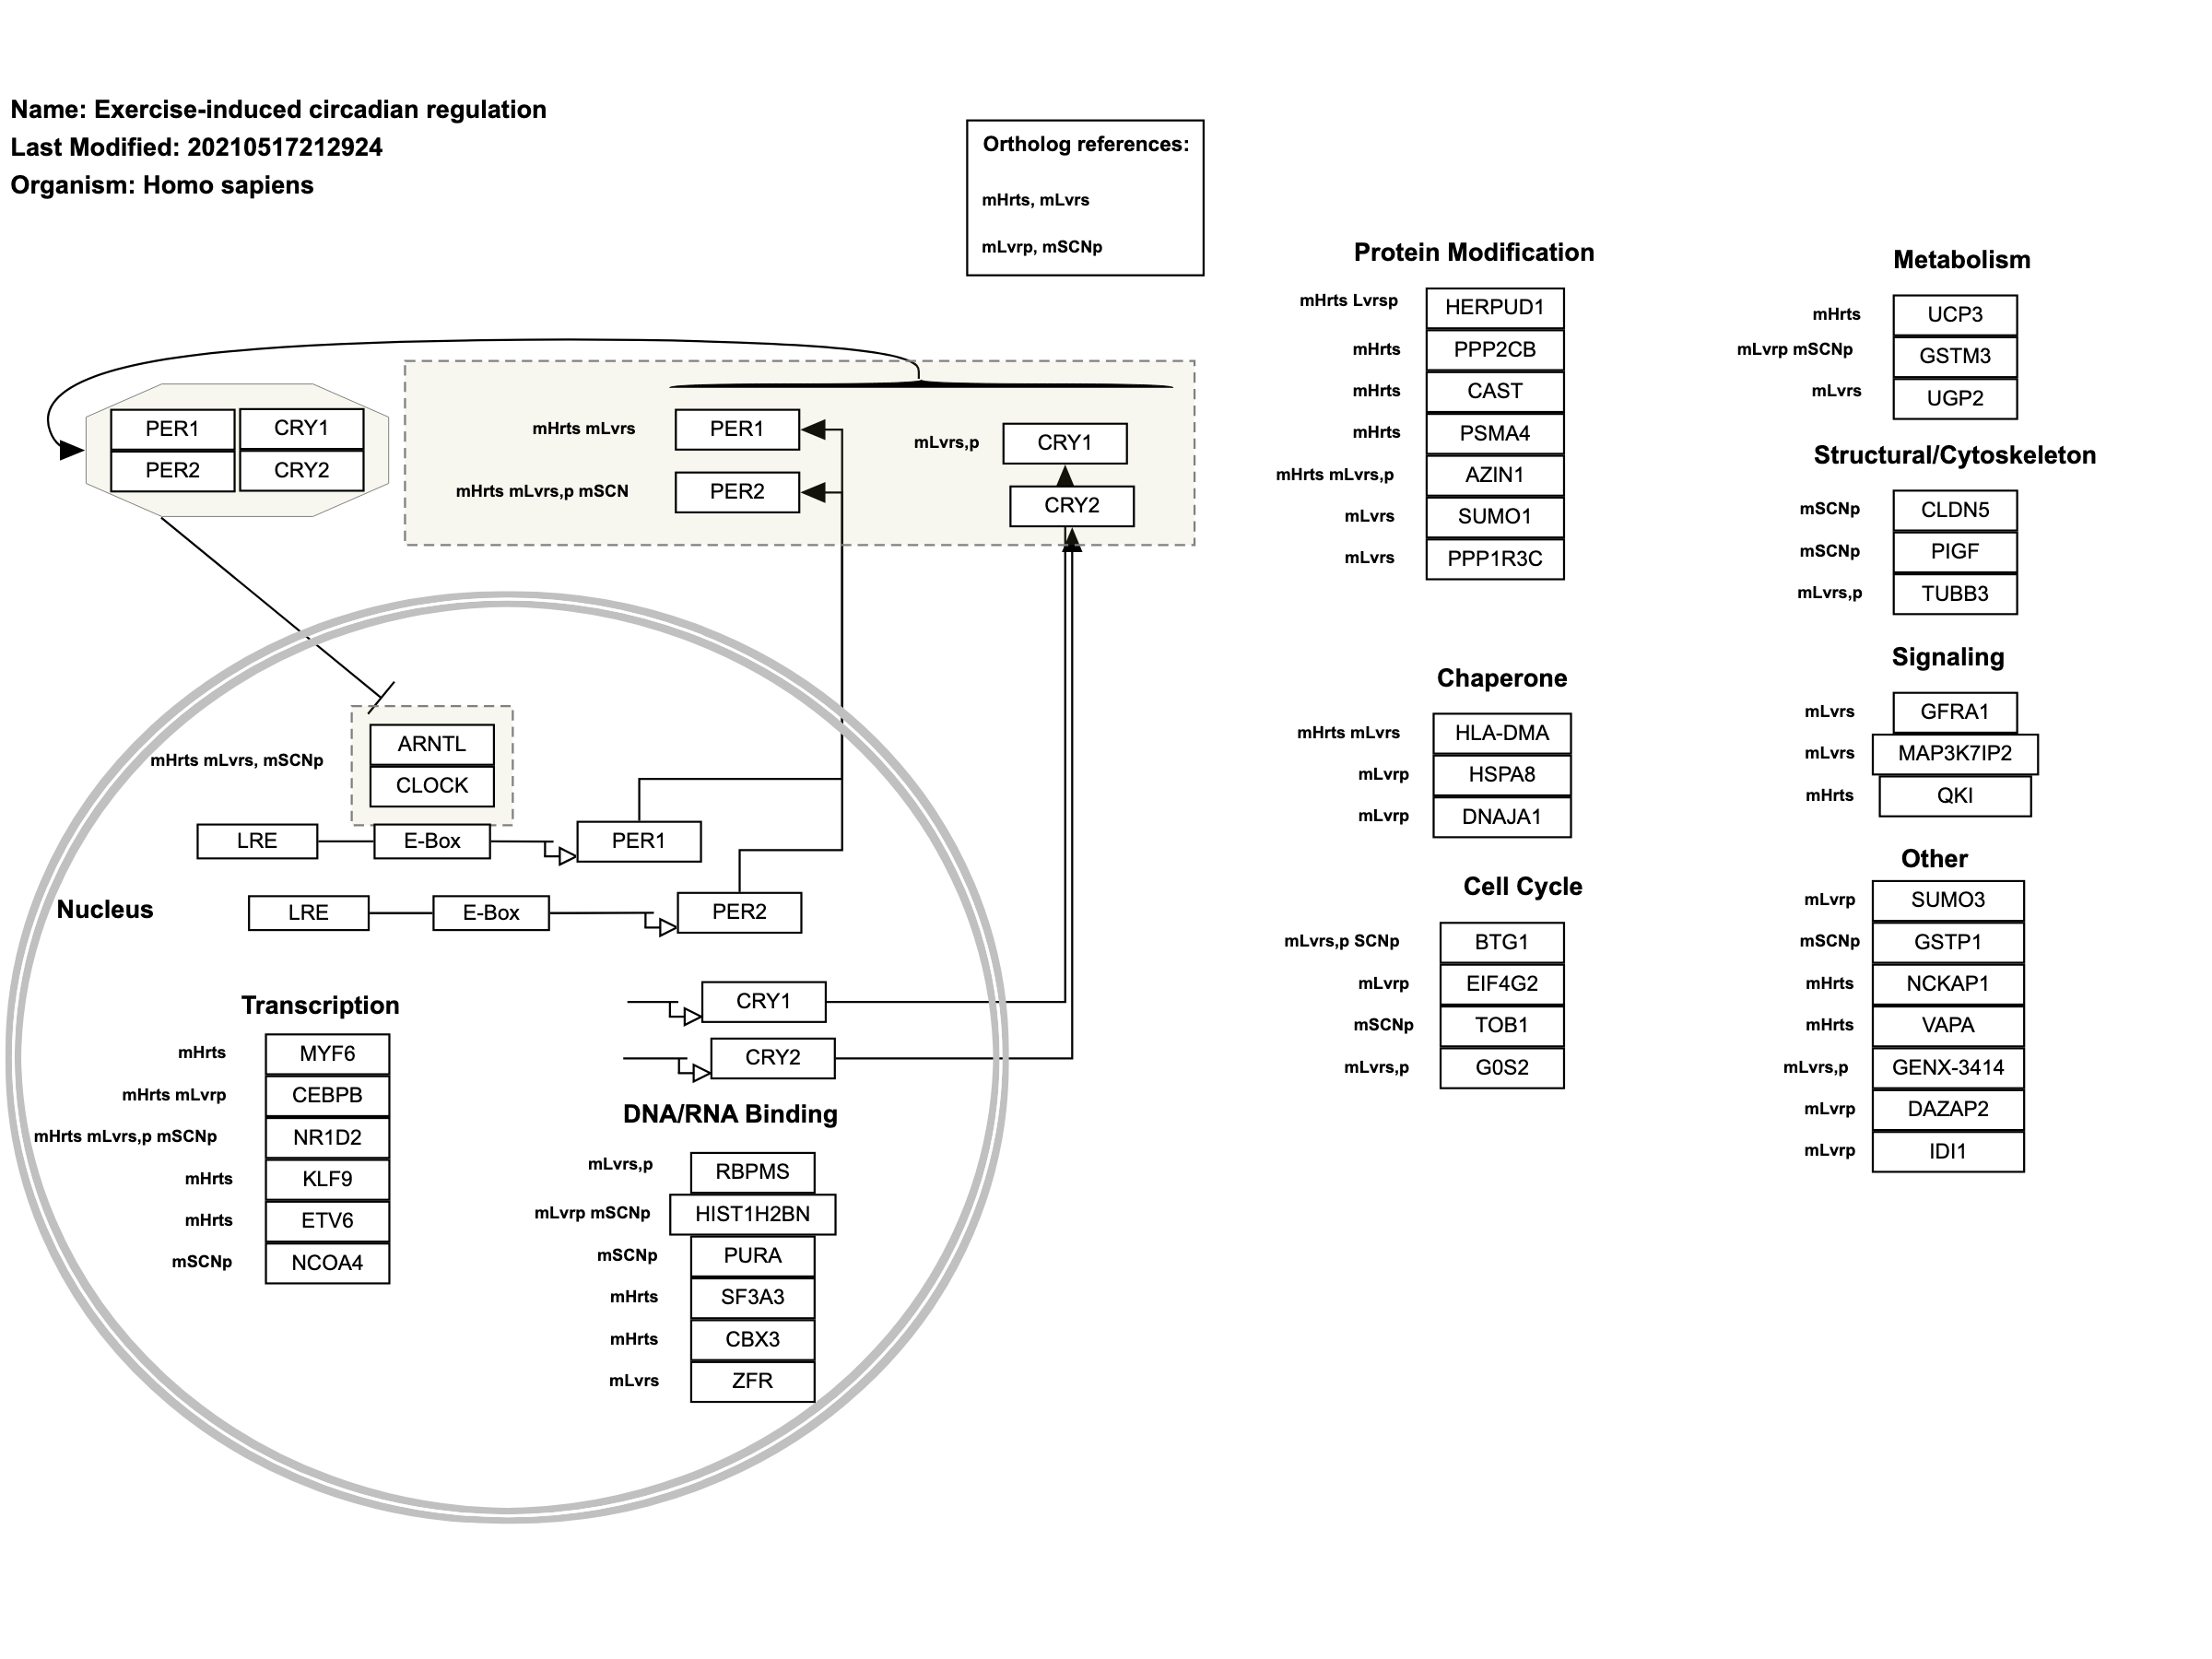 Name: Exercise-induced circadian regulation
Last Modified: 20210517212924
Organism: Homo sapiens
Ortholog references:
mHrts, mLvrs
mLvrp, mSCNp
PER1 CRY1
PER2 CRY2
mHrts mLvrs PER1
mHrts mLvrs,p mSCN PER2
mLvrs,p CRY1
CRY2
mHrts mLvrs, mSCNp
ARNTL
CLOCK
LRE E-Box PER1
Nucleus
LRE E-Box PER2
CRY1
CRY2
Transcription
mHrts MYF6
mHrts mLvrp CEBPB
mHrts mLvrs,p mSCNp NR1D2
mHrts KLF9
mHrts ETV6
mSCNp NCOA4
DNA/RNA Binding
mLvrs,p RBPMS
mLvrp mSCNp HIST1H2BN
mSCNp PURA
mHrts SF3A3
mHrts CBX3
mLvrs ZFR
Protein Modification
mHrts Lvrsp HERPUD1
mHrts PPP2CB
mHrts CAST
mHrts PSMA4
mHrts mLvrs,p AZIN1
mLvrs SUMO1
mLvrs PPP1R3C
Chaperone
mHrts mLvrs HLA-DMA
mLvrp HSPA8
mLvrp DNAJA1
Cell Cycle
mLvrs,p SCNp BTG1
mLvrp EIF4G2
mSCNp TOB1
mLvrs,p G0S2
Metabolism
mHrts UCP3
mLvrp mSCNp GSTM3
mLvrs UGP2
Structural/Cytoskeleton
mSCNp CLDN5
mSCNp PIGF
mLvrs,p TUBB3
Signaling
mLvrs GFRA1
mLvrs MAP3K7IP2
mHrts QKI
Other
mLvrp SUMO3
mSCNp GSTP1
mHrts NCKAP1
mHrts VAPA
mLvrs,p GENX-3414
mLvrp DAZAP2
mLvrp IDI1